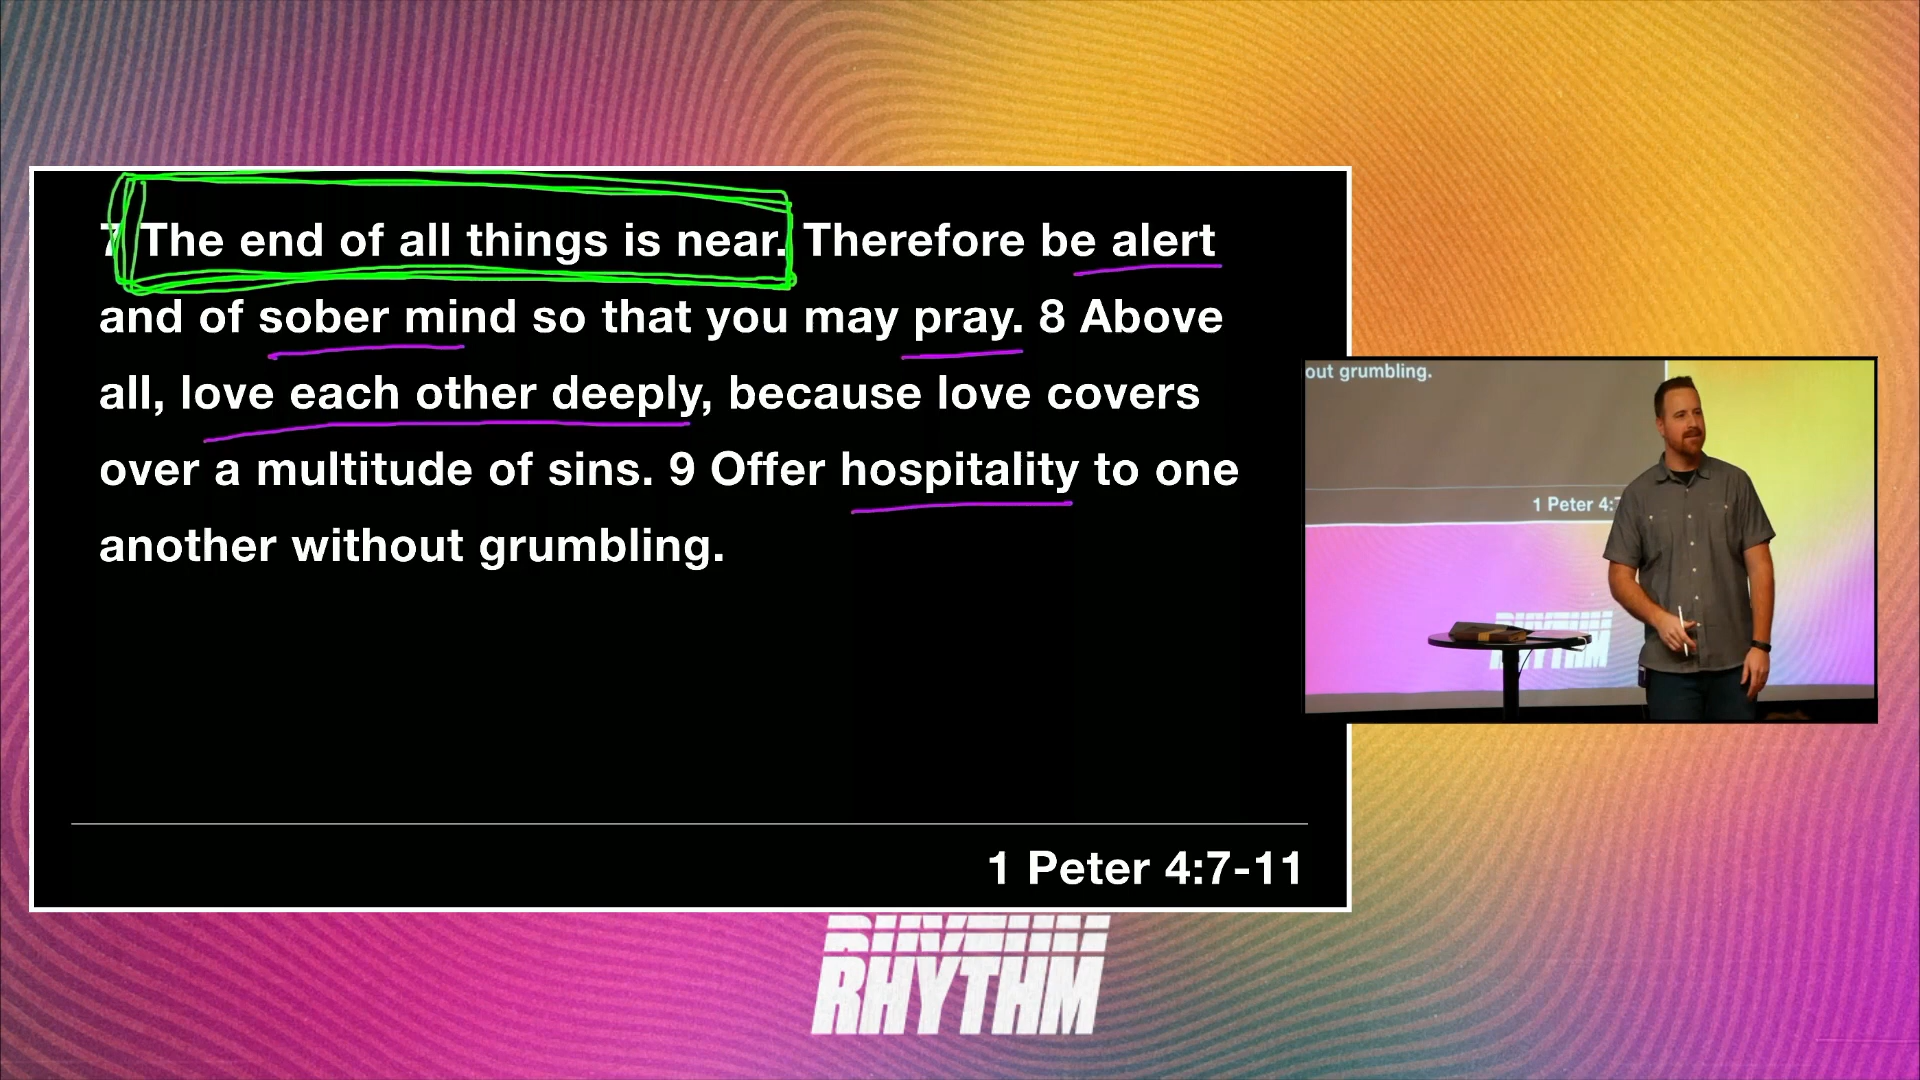 7 The end of all things is near. Therefore be alert
and of sober mind so that you may pray. 8 Above
all, love each other deeply, because love covers
over a multitude of sins. 9 Offer hospitality to one
another without grumbling.
1 Peter 4:7-11
out grumbling.
1 Peter 4:7
RHYTHM
RHYTHM